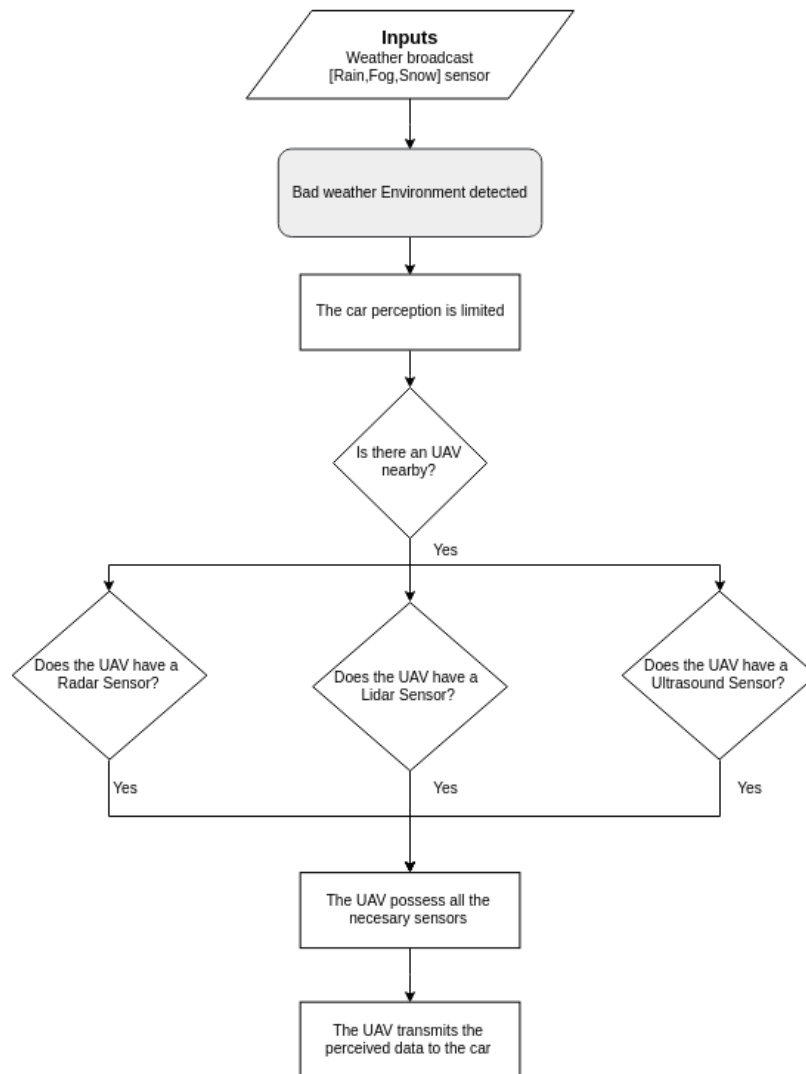 Inputs
Weather broadcast
[Rain,Fog,Snow] sensor
Bad weather Environment detected
The car perception is limited
Is there an UAV
nearby?
Yes
Does the UAV have a
Radar Sensor?
Does the UAV have a
Lidar Sensor?
Does the UAV have a
Ultrasound Sensor?
Yes
Yes
Yes
The UAV possess all the
necesary sensors
The UAV transmits the
perceived data to the car